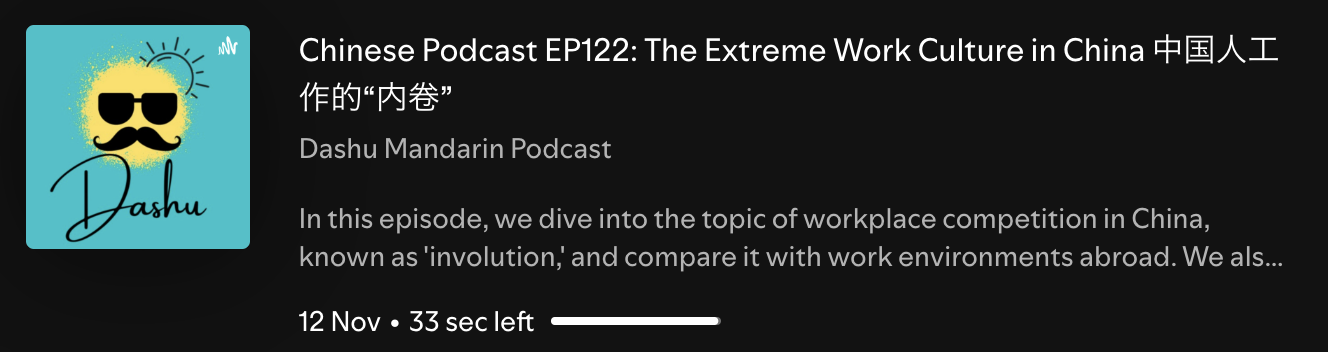 Chinese Podcast EP122: The Extreme Work Culture in China 中国人工
作的“内卷”
Dashu Mandarin Podcast
Dashu
In this episode, we dive into the topic of workplace competition in China,
known as 'involution,' and compare it with work environments abroad. We als...
12 Nov • 33 sec left